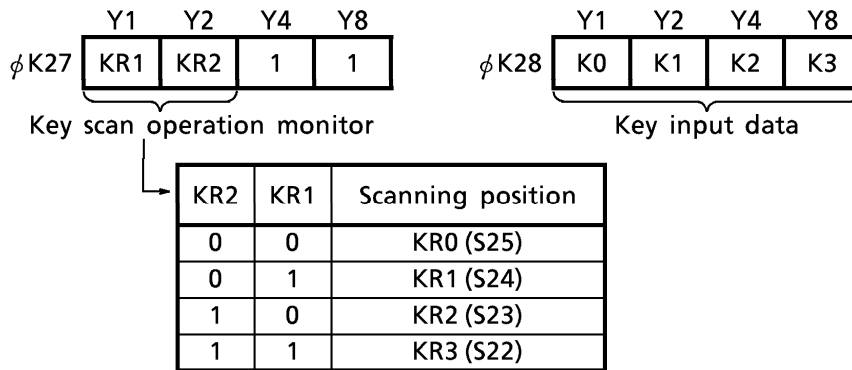 Y1 Y2 Y4 Y8
ϕK27 KR1 KR2 1 1
Key scan operation monitor
Y1 Y2 Y4 Y8
ϕK28 K0 K1 K2 K3
Key input data
KR2 KR1 Scanning position
0 0 KR0 (S25)
0 1 KR1 (S24)
1 0 KR2 (S23)
1 1 KR3 (S22)